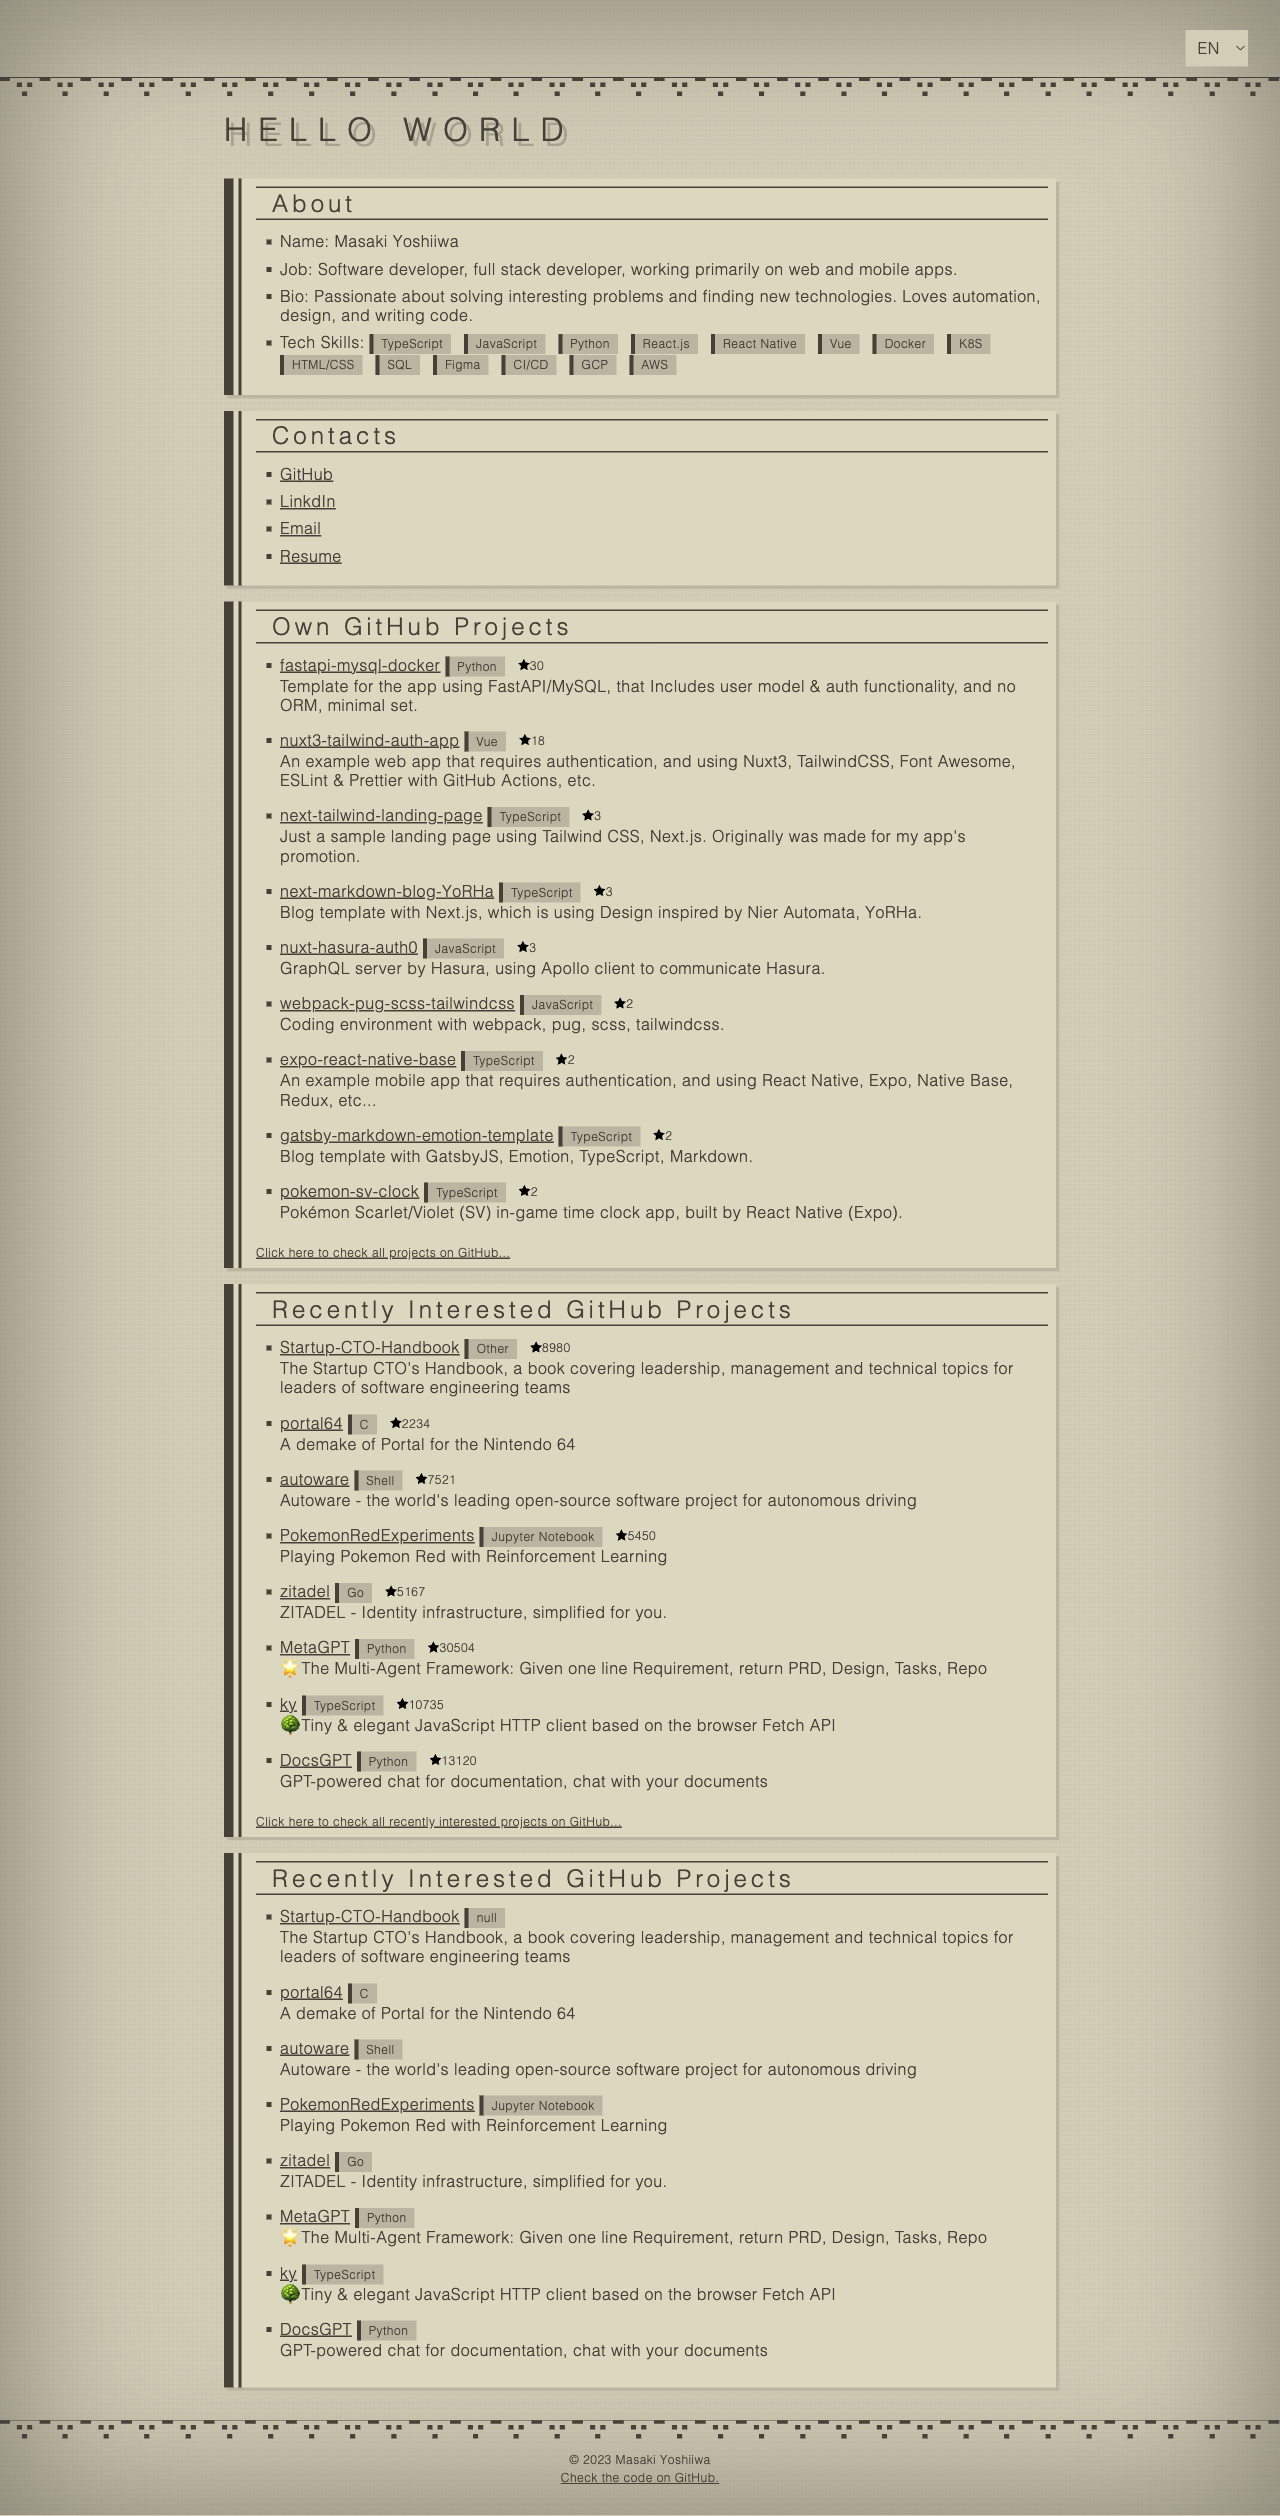 EN
HELLO WORLD
About
Name: Masaki Yoshiiwa
Job: Software developer, full stack developer, working primarily on web and mobile apps.
Bio: Passionate about solving interesting problems and finding new technologies. Loves automation,
design, and writing code.
Tech Skills: TypeScript JavaScript Python React.js React Native Vue Docker K8S
HTML/CSS SQL Figma CI/CD GCP AWS
Contacts
GitHub
LinkdIn
Email
Resume
Own GitHub Projects
fastapi-mysql-docker Python ★30
Template for the app using FastAPI/MySQL, that Includes user model & auth functionality, and no
ORM, minimal set.
nuxt3-tailwind-auth-app Vue ★18
An example web app that requires authentication, and using Nuxt3, TailwindCSS, Font Awesome,
ESLint & Prettier with GitHub Actions, etc.
next-tailwind-landing-page TypeScript ★3
Just a sample landing page using Tailwind CSS, Next.js. Originally was made for my app's
promotion.
next-markdown-blog-YoRHa TypeScript ★3
Blog template with Next.js, which is using Design inspired by Nier Automata, YoRHa.
nuxt-hasura-auth0 JavaScript ★3
GraphQL server by Hasura, using Apollo client to communicate Hasura.
webpack-pug-scss-tailwindcss JavaScript ★2
Coding environment with webpack, pug, scss, tailwindcss.
expo-react-native-base TypeScript ★2
An example mobile app that requires authentication, and using React Native, Expo, Native Base,
Redux, etc...
gatsby-markdown-emotion-template TypeScript ★2
Blog template with GatsbyJS, Emotion, TypeScript, Markdown.
pokemon-sv-clock TypeScript ★2
Pokémon Scarlet/Violet (SV) in-game time clock app, built by React Native (Expo).
Click here to check all projects on GitHub...
Recently Interested GitHub Projects
Startup-CTO-Handbook Other ★8980
The Startup CTO's Handbook, a book covering leadership, management and technical topics for
leaders of software engineering teams
portal64 C ★2234
A demake of Portal for the Nintendo 64
autoware Shell ★7521
Autoware - the world's leading open-source software project for autonomous driving
PokemonRedExperiments Jupyter Notebook ★5450
Playing Pokemon Red with Reinforcement Learning
zitadel Go ★5167
ZITADEL - Identity infrastructure, simplified for you.
MetaGPT Python ★30504
🌟The Multi-Agent Framework: Given one line Requirement, return PRD, Design, Tasks, Repo
ky TypeScript ★10735
🌳Tiny & elegant JavaScript HTTP client based on the browser Fetch API
DocsGPT Python ★13120
GPT-powered chat for documentation, chat with your documents
Click here to check all recently interested projects on GitHub...
Recently Interested GitHub Projects
Startup-CTO-Handbook null
The Startup CTO's Handbook, a book covering leadership, management and technical topics for
leaders of software engineering teams
portal64 C
A demake of Portal for the Nintendo 64
autoware Shell
Autoware - the world's leading open-source software project for autonomous driving
PokemonRedExperiments Jupyter Notebook
Playing Pokemon Red with Reinforcement Learning
zitadel Go
ZITADEL - Identity infrastructure, simplified for you.
MetaGPT Python
🌟The Multi-Agent Framework: Given one line Requirement, return PRD, Design, Tasks, Repo
ky TypeScript
🌳Tiny & elegant JavaScript HTTP client based on the browser Fetch API
DocsGPT Python
GPT-powered chat for documentation, chat with your documents
© 2023 Masaki Yoshiiwa
Check the code on GitHub.